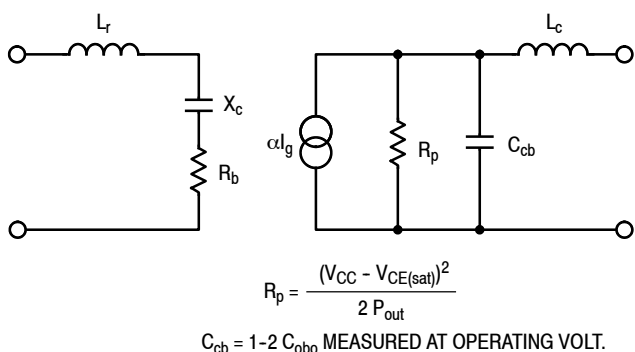 Lr
Lc
Xc
Rb
αIg
Rp
Ccb
Rp = (VCC - VCE(sat))2 / 2 Pout
Ccb = 1-2 Cobo MEASURED AT OPERATING VOLT.